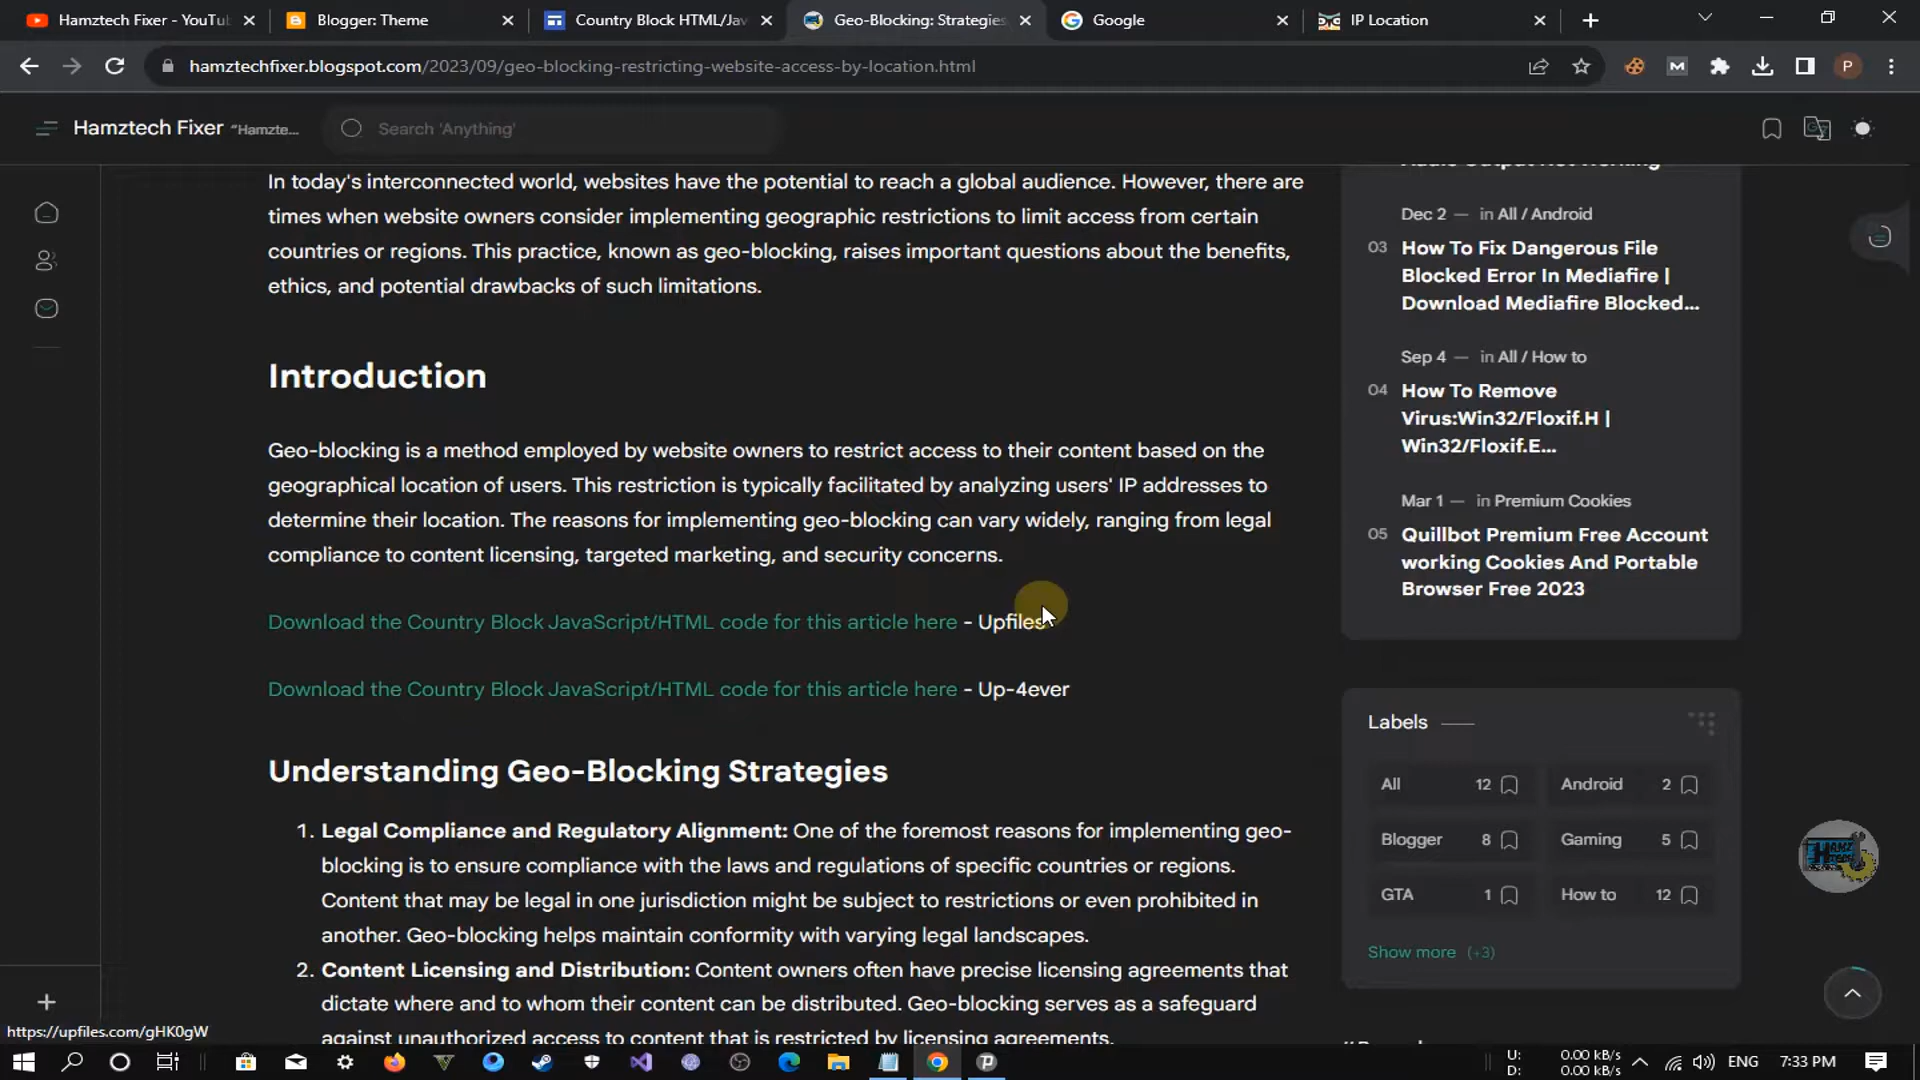 Hamztech Fixer - YouTu
Blogger: Theme
Country Block HTML/Jav
Geo-Blocking: Strategies
Google
IP Location
hamztechfixer.blogspot.com/2023/09/geo-blocking-restricting-website-access-by-location.html
M
P
Hamztech Fixer "Hamzte...
Search 'Anything'
In today's interconnected world, websites have the potential to reach a global audience. However, there are
times when website owners consider implementing geographic restrictions to limit access from certain
countries or regions. This practice, known as geo-blocking, raises important questions about the benefits,
ethics, and potential drawbacks of such limitations.
Introduction
Geo-blocking is a method employed by website owners to restrict access to their content based on the
geographical location of users. This restriction is typically facilitated by analyzing users' IP addresses to
determine their location. The reasons for implementing geo-blocking can vary widely, ranging from legal
compliance to content licensing, targeted marketing, and security concerns.
Download the Country Block JavaScript/HTML code for this article here - Upfiles
Download the Country Block JavaScript/HTML code for this article here - Up-4ever
Understanding Geo-Blocking Strategies
1. Legal Compliance and Regulatory Alignment: One of the foremost reasons for implementing geo-
blocking is to ensure compliance with the laws and regulations of specific countries or regions.
Content that may be legal in one jurisdiction might be subject to restrictions or even prohibited in
another. Geo-blocking helps maintain conformity with varying legal landscapes.
2. Content Licensing and Distribution: Content owners often have precise licensing agreements that
dictate where and to whom their content can be distributed. Geo-blocking serves as a safeguard
against unauthorized access to content that is restricted by licensing agreements.
Audio Output Not Working
Dec 2 — in All / Android
03 How To Fix Dangerous File
Blocked Error In Mediafire |
Download Mediafire Blocked...
Sep 4 — in All / How to
04 How To Remove
Virus:Win32/Floxif.H |
Win32/Floxif.E...
Mar 1 — in Premium Cookies
05 Quillbot Premium Free Account
working Cookies And Portable
Browser Free 2023
Labels
All 12 Android 2
Blogger 8 Gaming 5
GTA 1 How to 12
Show more (+3)
https://upfiles.com/gHK0gW
U: 0.00 kB/s
D: 0.00 kB/s
ENG
7:33 PM